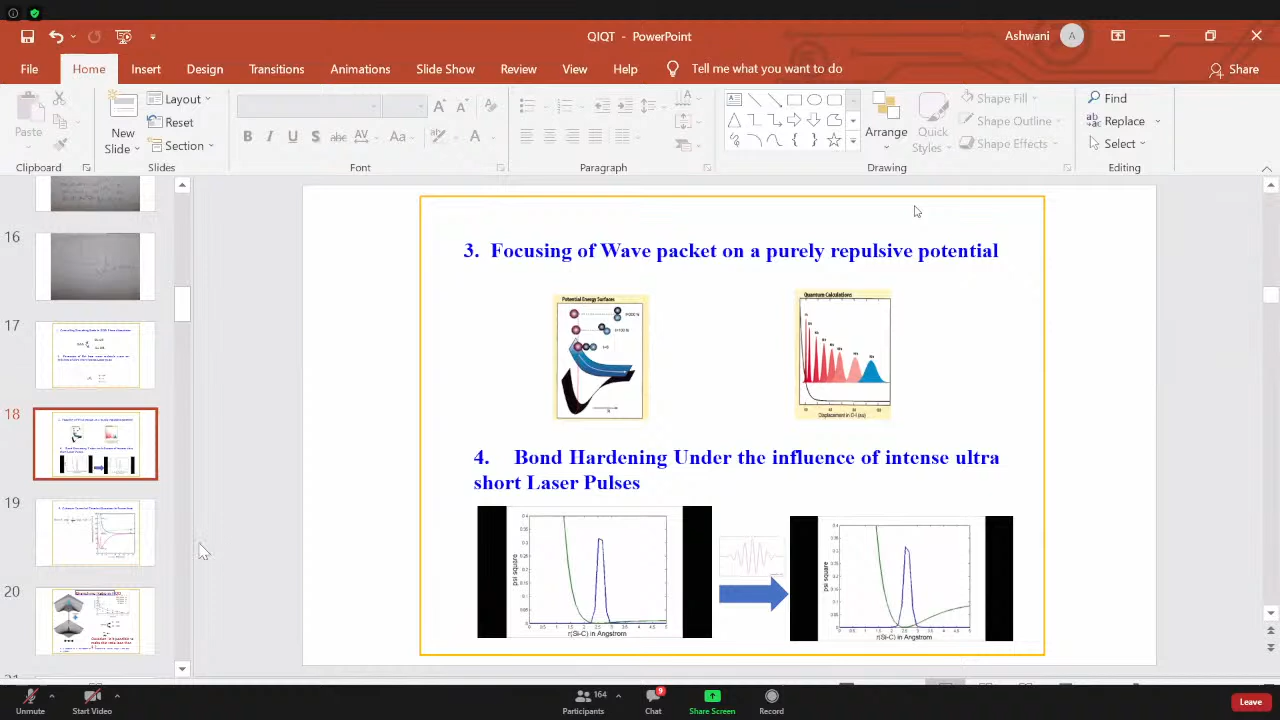 QIQT - PowerPoint
Ashwani
A
File
Home
Insert
Design
Transitions
Animations
Slide Show
Review
View
Help
Tell me what you want to do
Share
Paste
Clipboard
New
Slide
Layout
Reset
Section
Slides
Font
Paragraph
Arrange
Quick
Styles
Shape Fill
Shape Outline
Shape Effects
Drawing
Find
Replace
Select
Editing
16
17
18
19
20
3. Focusing of Wave packet on a purely repulsive potential
Potential Energy Surfaces
Quantum Calculations
Displacement in C-I (au)
4. Bond Hardening Under the influence of intense ultra
short Laser Pulses
psi square
r(Si-C) in Angstrom
psi square
r(Si-C) in Angstrom
Unmute
Start Video
164
Participants
9
Chat
Share Screen
Record
Leave